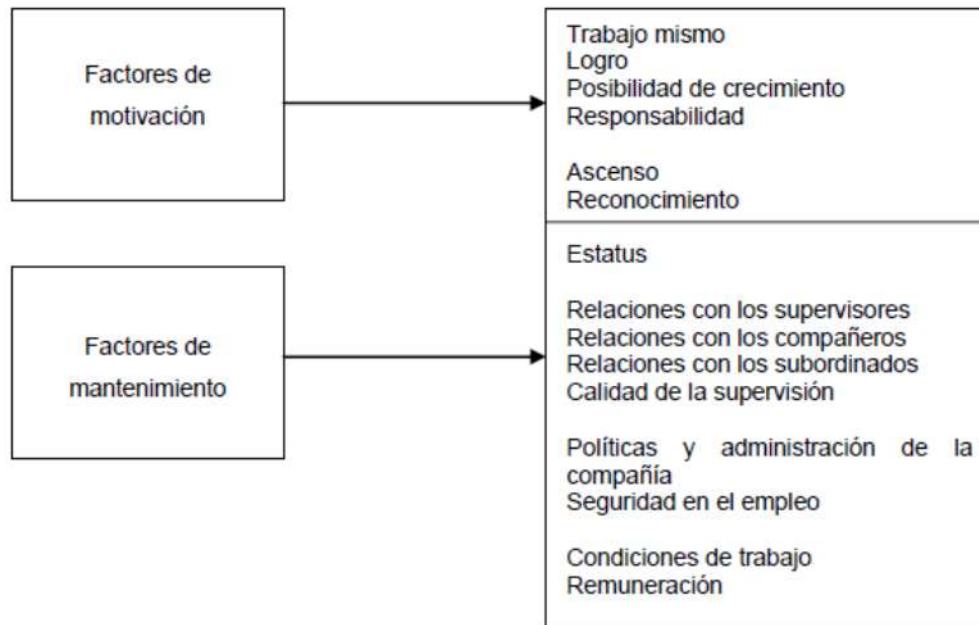 Factores de
motivación
Trabajo mismo
Logro
Posibilidad de crecimiento
Responsabilidad
Ascenso
Reconocimiento
Factores de
mantenimiento
Estatus
Relaciones con los supervisores
Relaciones con los compañeros
Relaciones con los subordinados
Calidad de la supervisión
Políticas y administración de la
compañía
Seguridad en el empleo
Condiciones de trabajo
Remuneración